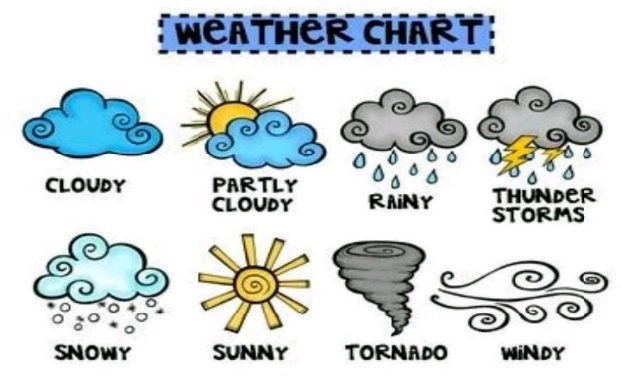 WEATHER CHART
CLOUDY
PARTLY
CLOUDY
RAiNY
THUNDER
STORMS
SNOWY
SUNNY
TORNADO
WiNDY